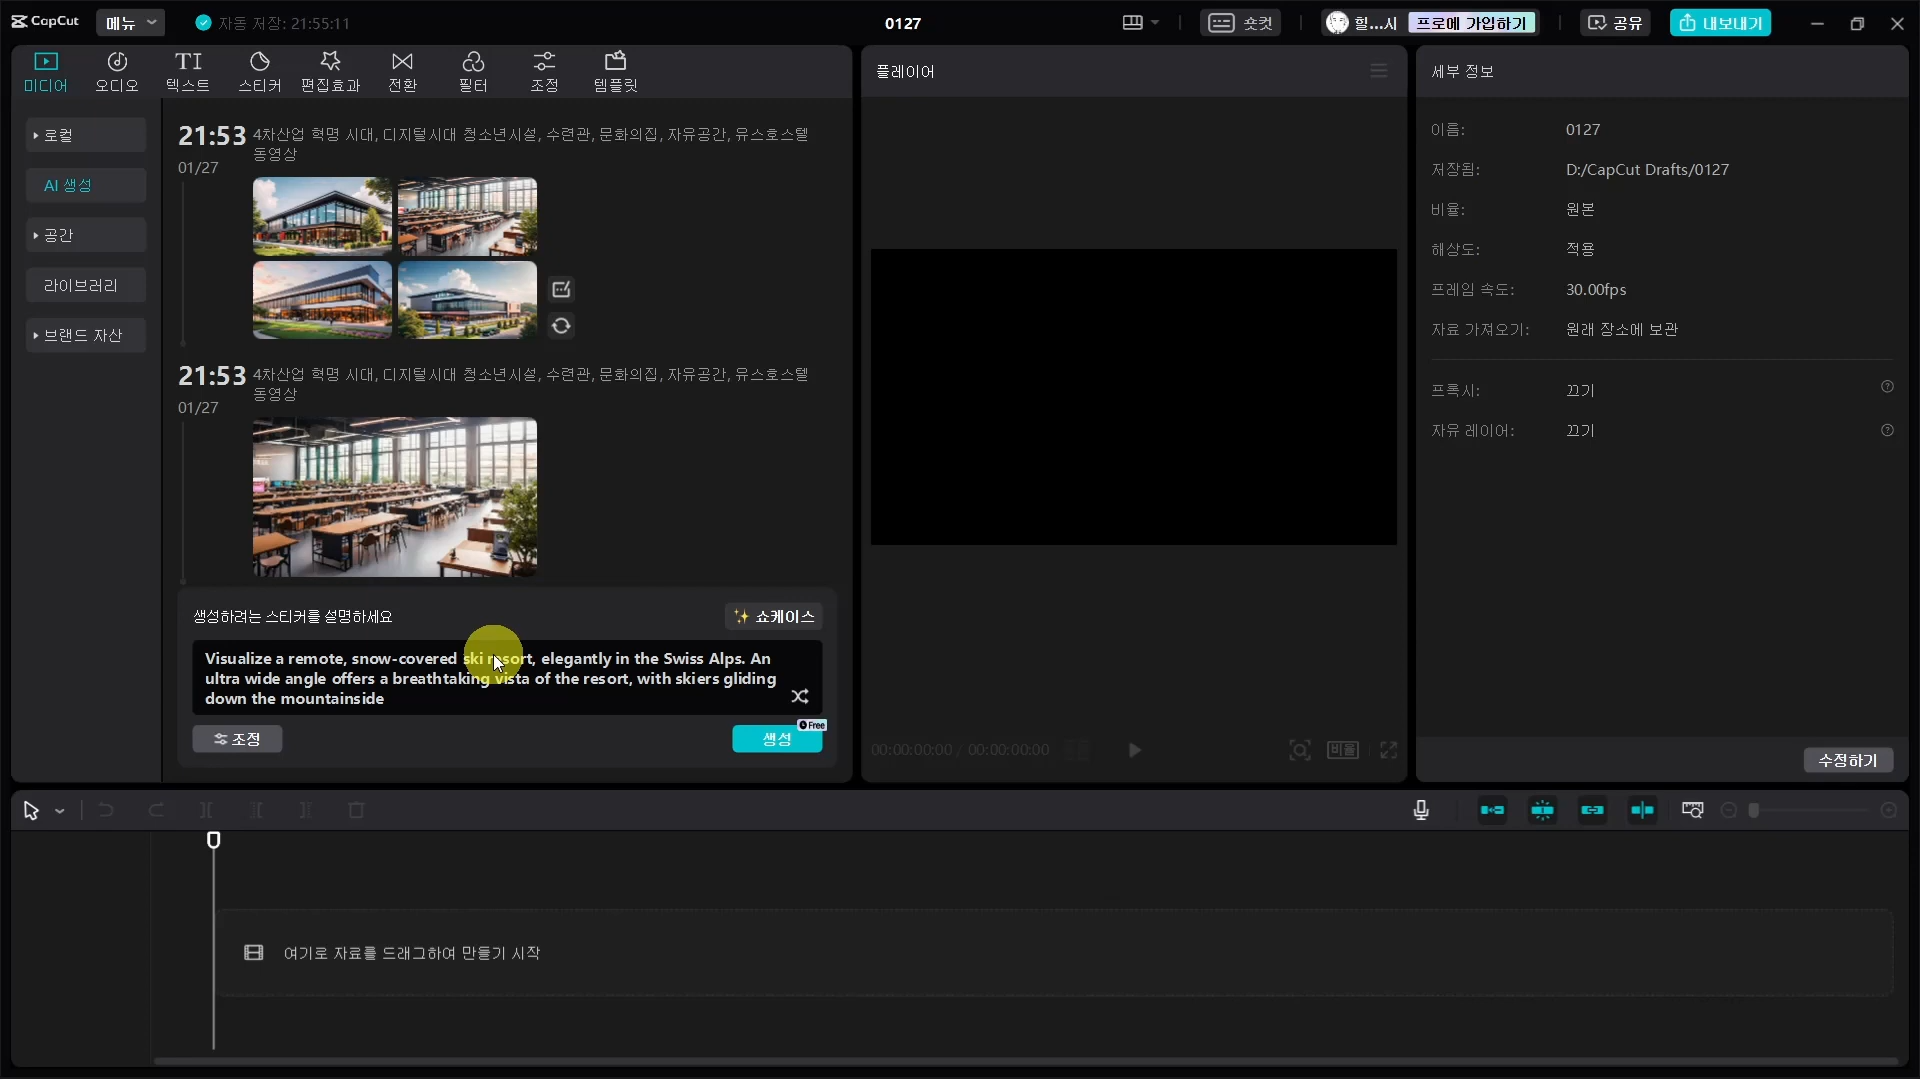 CapCut
메뉴
자동 저장: 21:55:11
0127
숏컷
힐...시
프로에 가입하기
공유
내보내기
미디어
오디오
텍스트
스티커
편집효과
전환
필터
조정
템플릿
로컬
AI 생성
공간
라이브러리
브랜드 자산
21:53
01/27
4차산업 혁명 시대, 디지털시대 청소년시설, 수련관, 문화의집, 자유공간, 유스호스텔
동영상
21:53
01/27
4차산업 혁명 시대, 디지털시대 청소년시설, 수련관, 문화의집, 자유공간, 유스호스텔
동영상
생성하려는 스티커를 설명하세요
쇼케이스
Visualize a remote, snow-covered ski resort, elegantly in the Swiss Alps. An
ultra wide angle offers a breathtaking vista of the resort, with skiers gliding
down the mountainside
조정
Free
생성
플레이어
00:00:00:00 / 00:00:00:00
비율
세부 정보
이름: 0127
저장됨: D:/CapCut Drafts/0127
비율: 원본
해상도: 적용
프레임 속도: 30.00fps
자료 가져오기: 원래 장소에 보관
프록시: 끄기
자유 레이어: 끄기
수정하기
여기로 자료를 드래그하여 만들기 시작